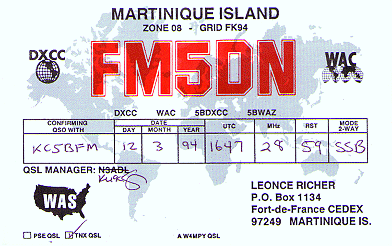 MARTINIQUE ISLAND
ZONE 08 - GRID FK94
DXCC
WAC
FM5DN
DXCC WAC 5BDXCC 5BWAZ
CONFIRMING QSO WITH DATE UTC MHz RST MODE 2-WAY
DAY MONTH YEAR
KC5BFM 12 3 94 1647 28 59 SSB
QSL MANAGER: N3ADL
WAS
LEONCE RICHER
P.O. Box 1134
Fort-de-France CEDEX
97249 MARTINIQUE IS.
PSE QSL TNX QSL A W4MPY QSL